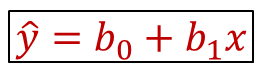 ŷ = b₀ + b₁x